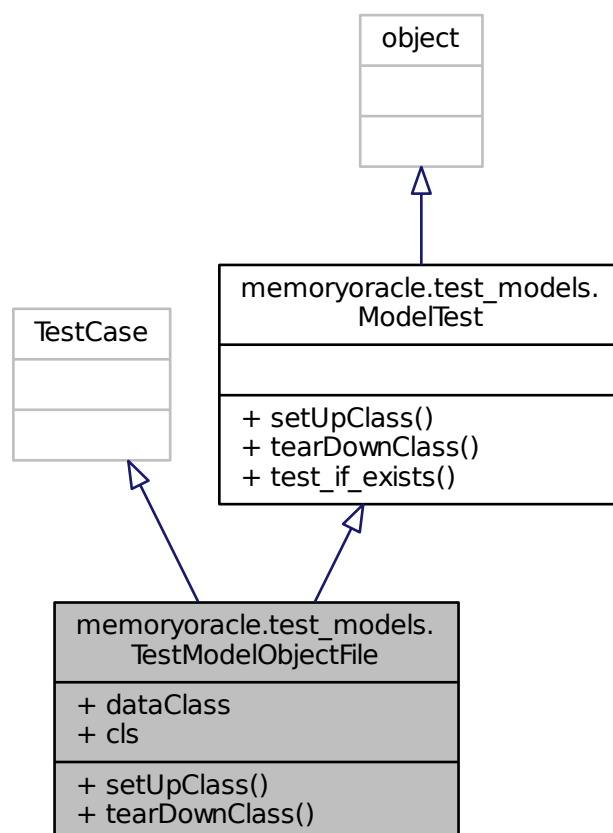 object
memoryoracle.test_models.
ModelTest
+ setUpClass()
+ tearDownClass()
+ test_if_exists()
TestCase
memoryoracle.test_models.
TestModelObjectFile
+ dataClass
+ cls
+ setUpClass()
+ tearDownClass()